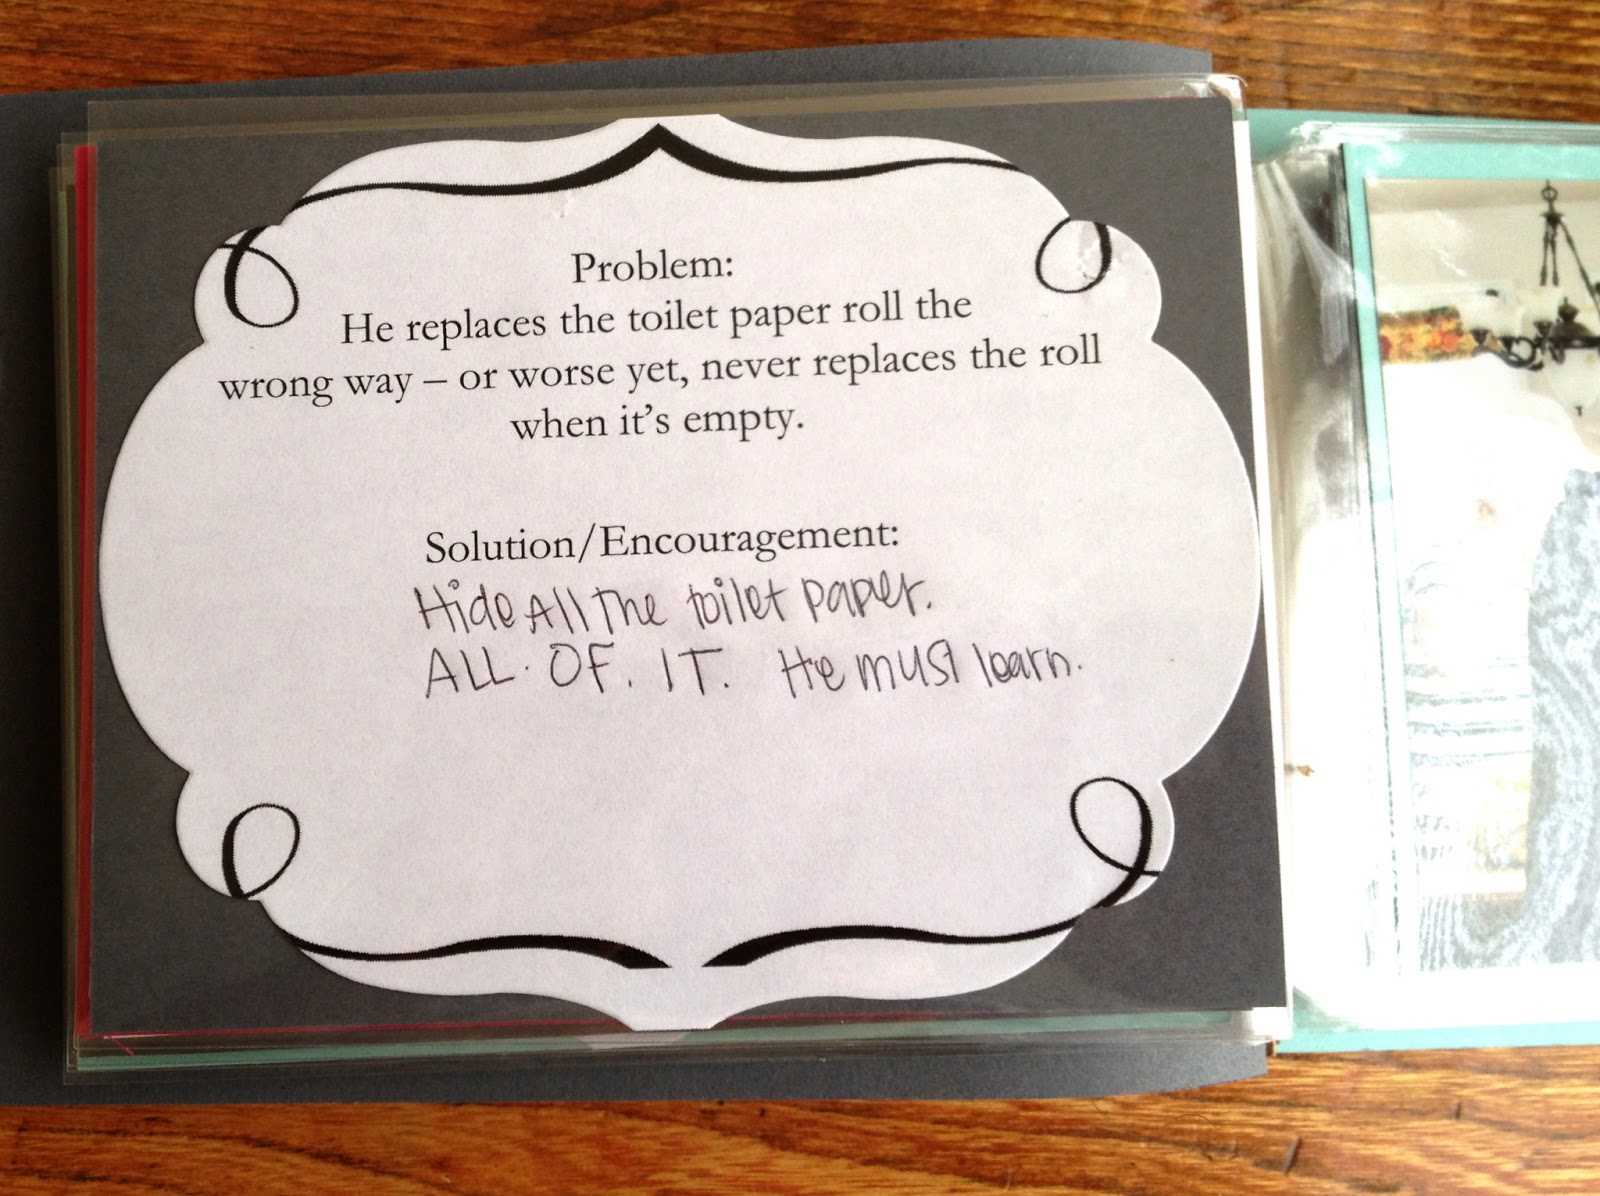 Problem:
He replaces the toilet paper roll the
wrong way – or worse yet, never replaces the roll
when it's empty.
Solution/Encouragement:
Hide All The toilet paper.
ALL. OF. IT. He must learn.